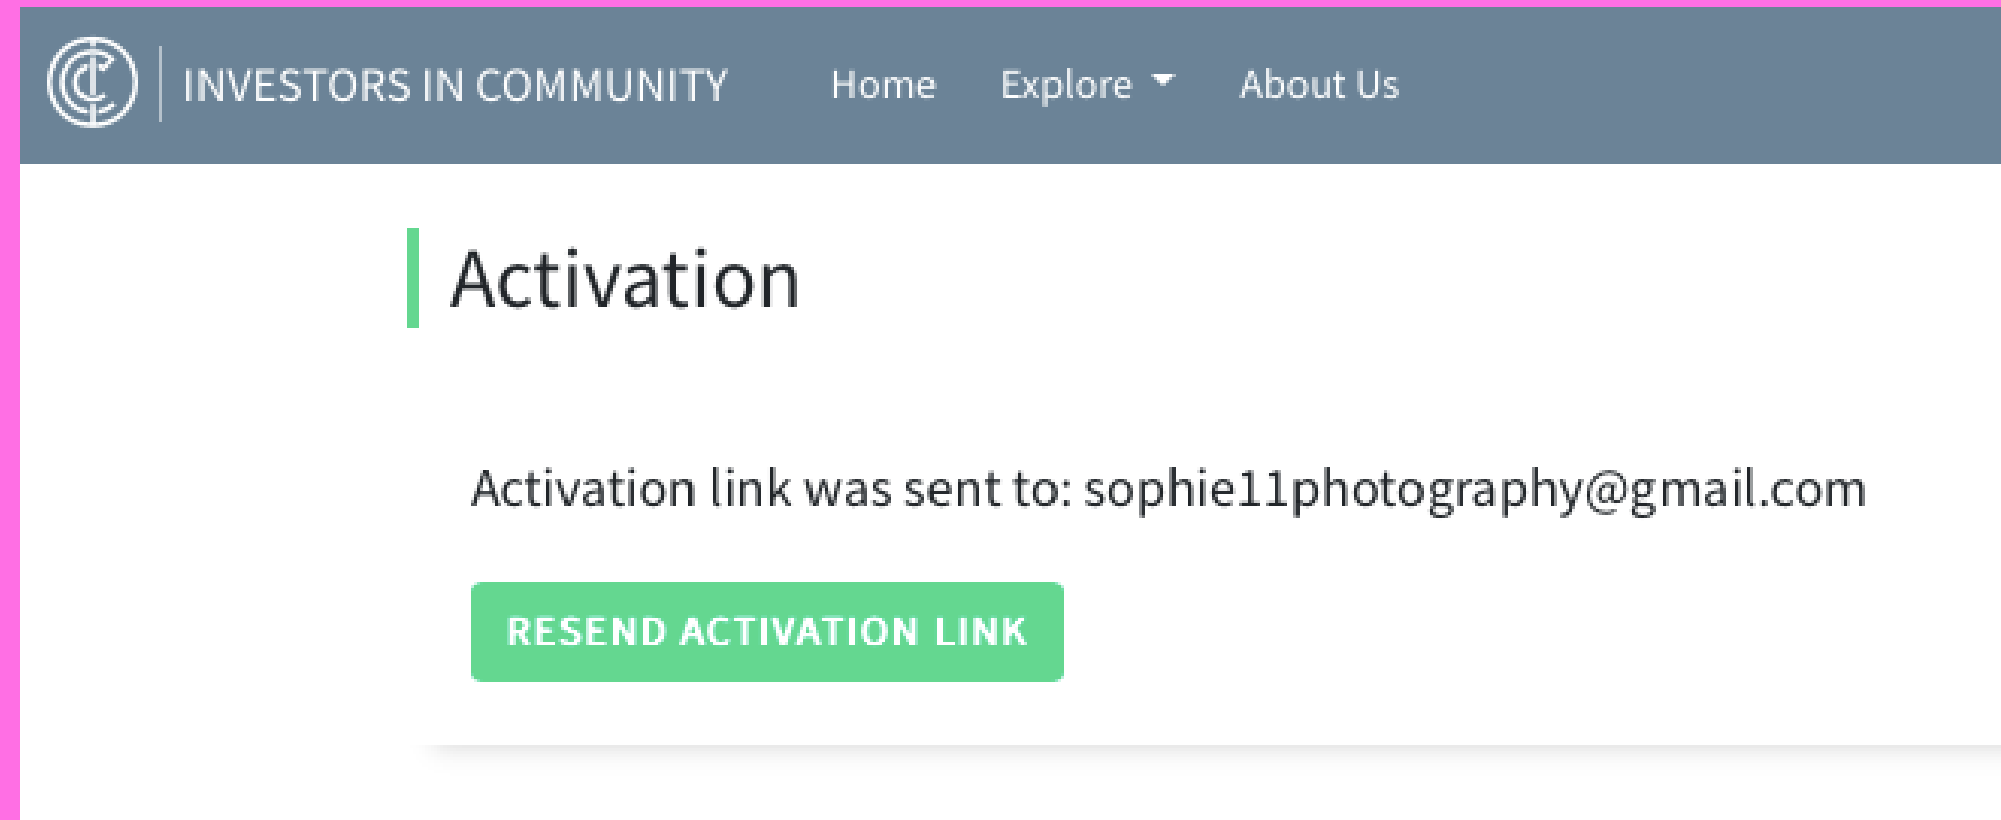 INVESTORS IN COMMUNITY Home Explore About Us
Activation
Activation link was sent to: sophie11photography@gmail.com
RESEND ACTIVATION LINK